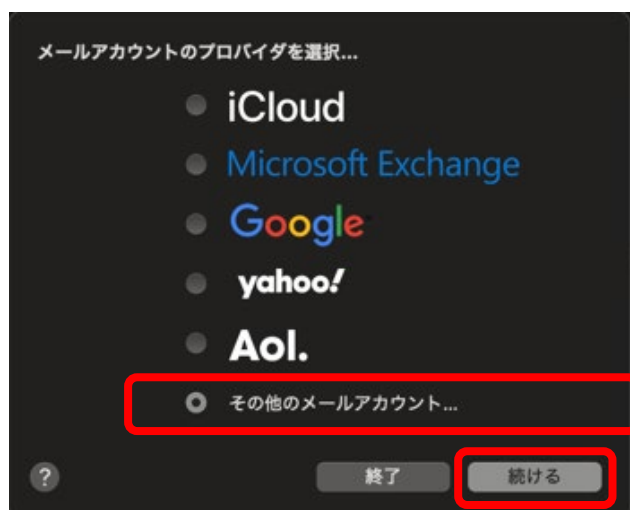 メールアカウントのプロバイダを選択...
iCloud
Microsoft Exchange
Google
yahoo!
Aol.
その他のメールアカウント...
?
終了
続ける